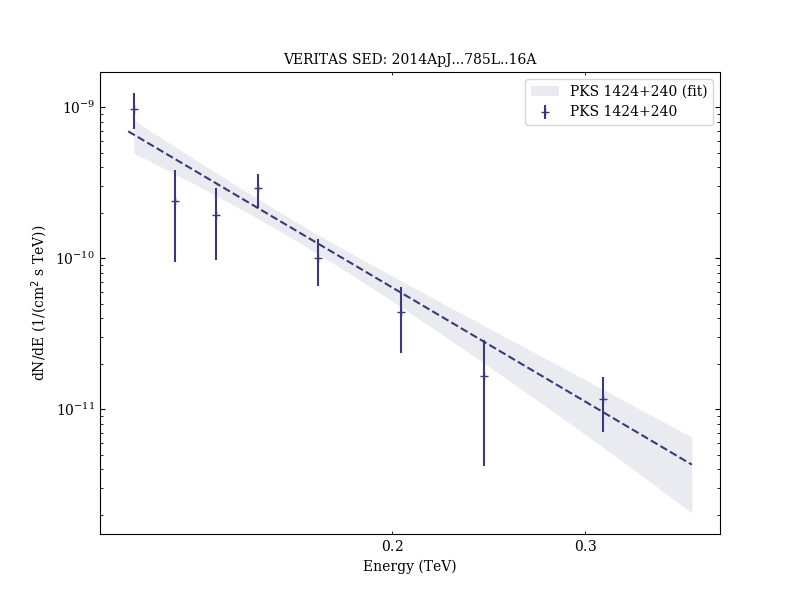 VERITAS SED: 2014ApJ...785L..16A
PKS 1424+240 (fit)
PKS 1424+240
dN/dE (1/(cm² s TeV))
10⁻⁹
10⁻¹⁰
10⁻¹¹
0.2
0.3
Energy (TeV)